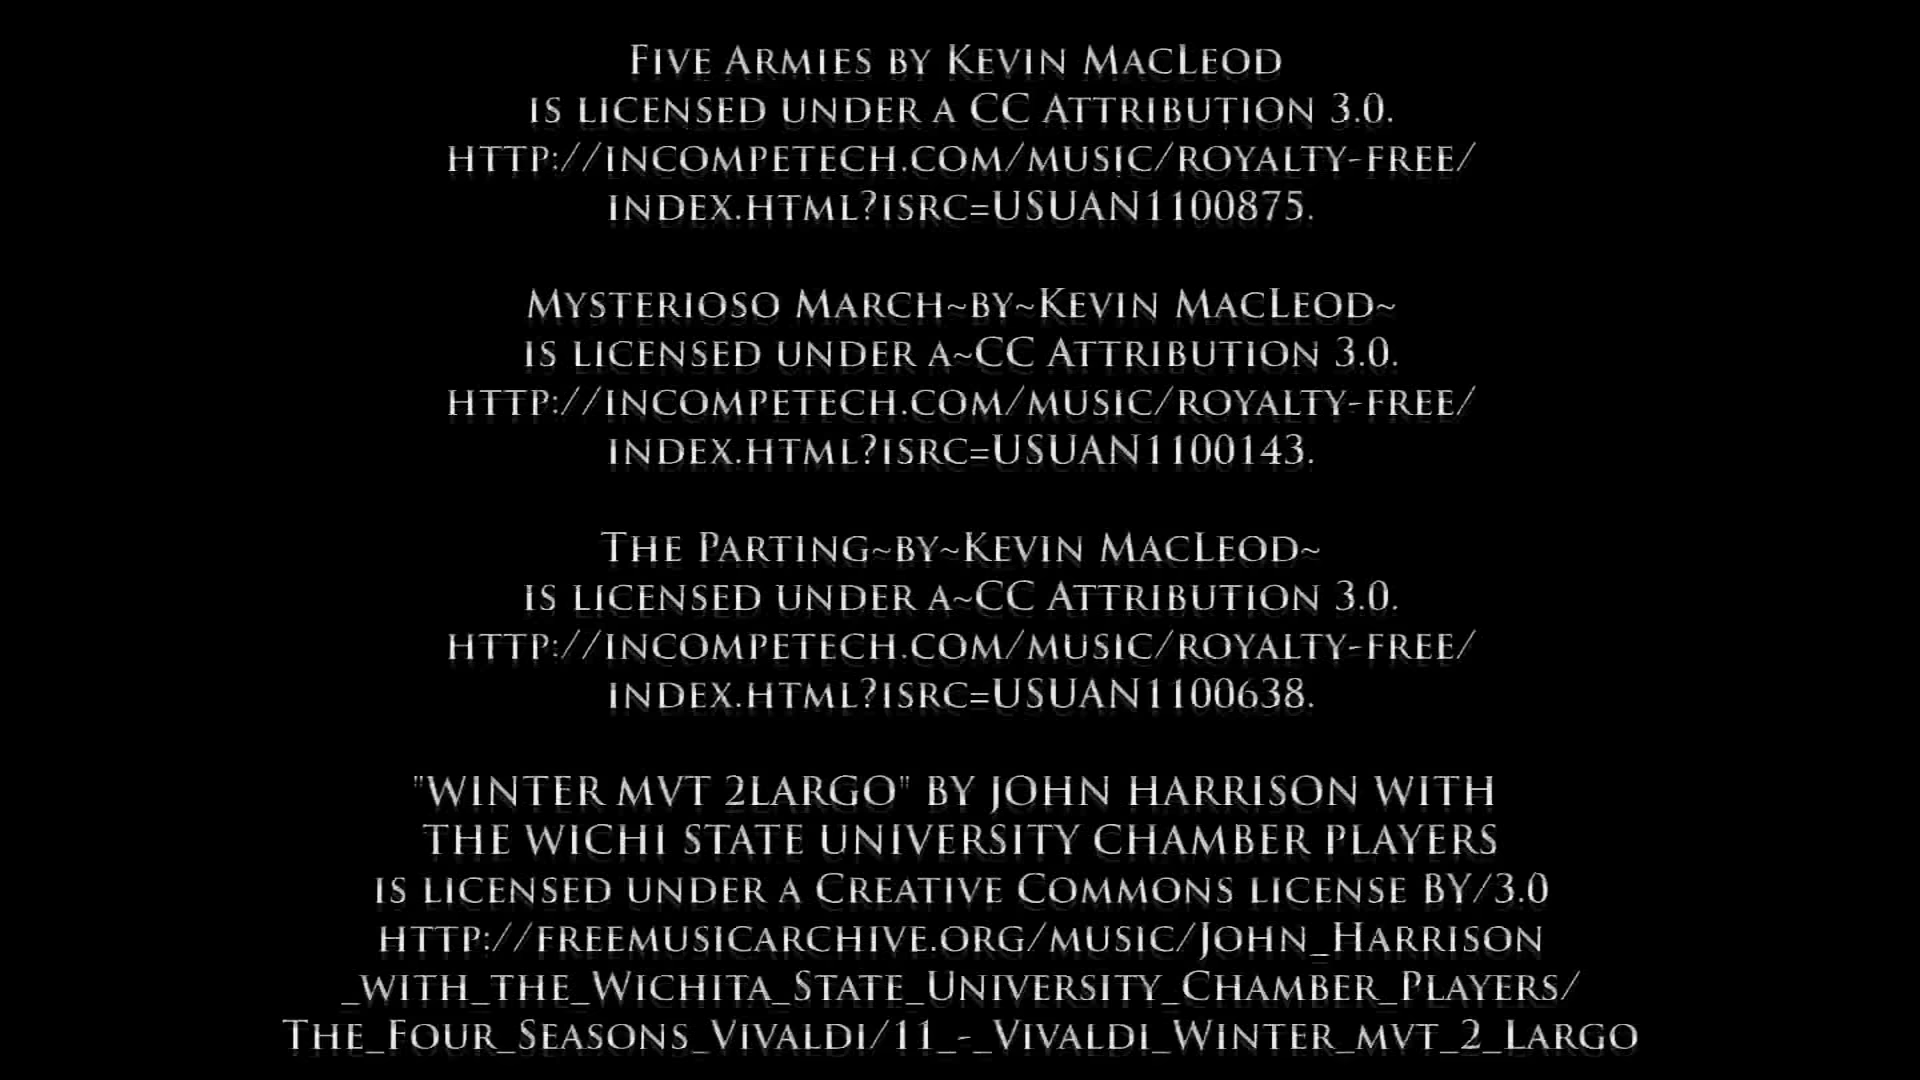 Five Armies by Kevin MacLeod
is licensed under a CC Attribution 3.0.
http://incompetech.com/music/royalty-free/
index.html?isrc=USUAN1100875.
Mysterioso March~by~Kevin MacLeod~
is licensed under a~CC Attribution 3.0.
http://incompetech.com/music/royalty-free/
index.html?isrc=USUAN1100143.
The Parting~by~Kevin MacLeod~
is licensed under a~CC Attribution 3.0.
http://incompetech.com/music/royalty-free/
index.html?isrc=USUAN1100638.
"WINTER MVT 2LARGO" BY JOHN HARRISON WITH
THE WICHI STATE UNIVERSITY CHAMBER PLAYERS
is licensed under a Creative Commons license BY/3.0
http://freemusicarchive.org/music/John_Harrison
_with_the_Wichita_State_University_Chamber_Players/
The_Four_Seasons_Vivaldi/11_-_Vivaldi_Winter_mvt_2_Largo